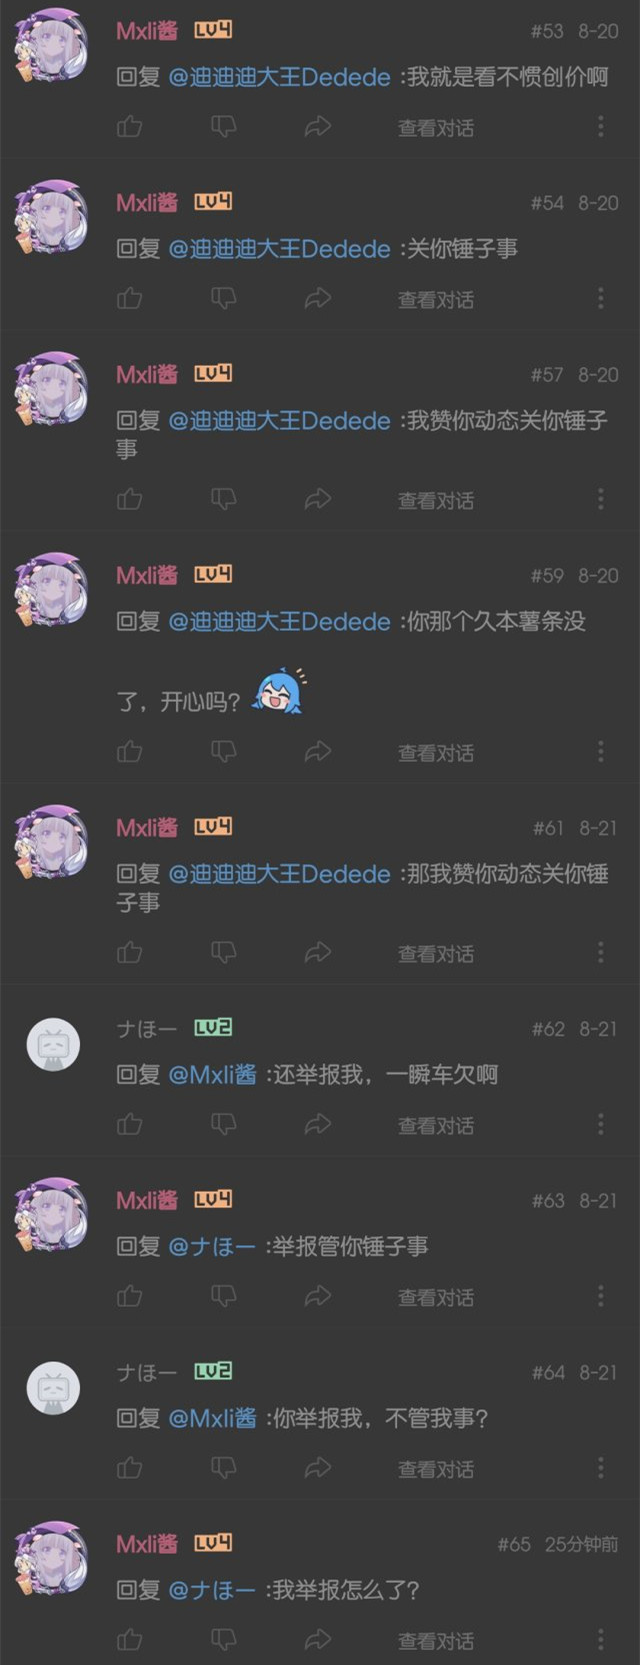 Mxli酱 LV4 #53 8-20
回复 @迪迪迪大王Dedede :我就是看不惯创价啊
查看对话
Mxli酱 LV4 #54 8-20
回复 @迪迪迪大王Dedede :关你锤子事
查看对话
Mxli酱 LV4 #57 8-20
回复 @迪迪迪大王Dedede :我赞你动态关你锤子
事
查看对话
Mxli酱 LV4 #59 8-20
回复 @迪迪迪大王Dedede :你那个久本薯条没
了，开心吗？
查看对话
Mxli酱 LV4 #61 8-21
回复 @迪迪迪大王Dedede :那我赞你动态关你锤
子事
查看对话
ナほー LV2 #62 8-21
回复 @Mxli酱 :还举报我，一瞬车欠啊
查看对话
Mxli酱 LV4 #63 8-21
回复 @ナほー :举报管你锤子事
查看对话
ナほー LV2 #64 8-21
回复 @Mxli酱 :你举报我，不管我事？
查看对话
Mxli酱 LV4 #65 25分钟前
回复 @ナほー :我举报怎么了？
查看对话